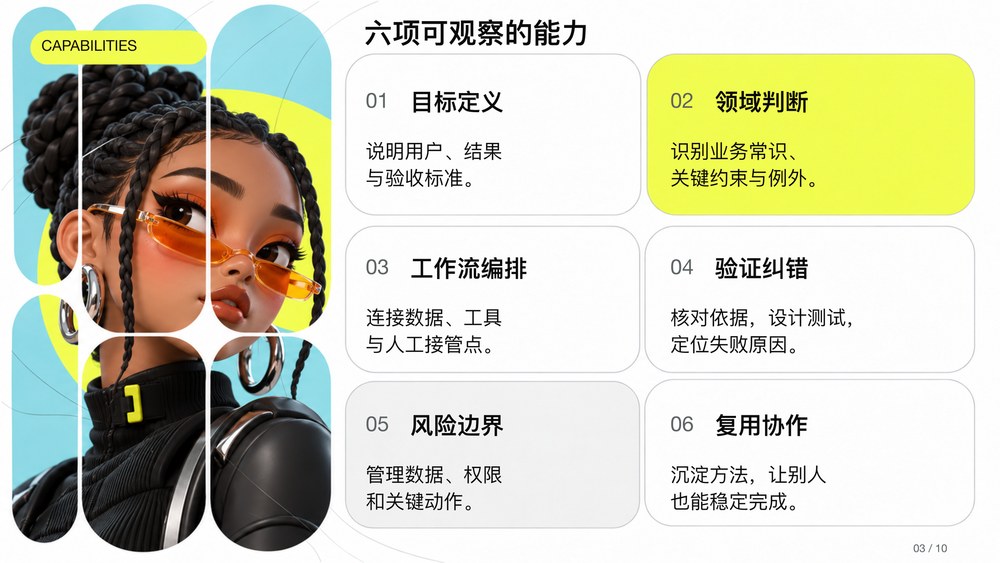 CAPABILITIES
六项可观察的能力
01 目标定义
说明用户、结果
与验收标准。
02 领域判断
识别业务常识、
关键约束与例外。
03 工作流编排
连接数据、工具
与人工接管点。
04 验证纠错
核对依据，设计测试，
定位失败原因。
05 风险边界
管理数据、权限
和关键动作。
06 复用协作
沉淀方法，让别人
也能稳定完成。
03 / 10